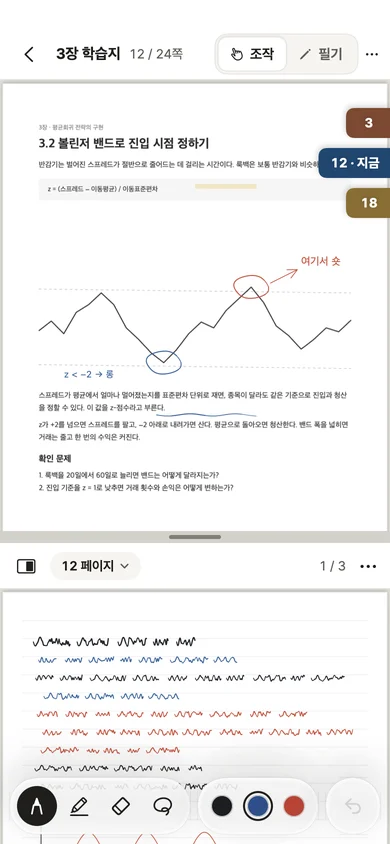 3장 학습지 12 / 24쪽 조작 필기
3장 · 평균회귀 전략의 구현
3
3.2 볼린저 밴드로 진입 시점 정하기
반감기는 벌어진 스프레드가 절반으로 줄어드는 데 걸리는 시간이다. 룩백은 보통 반감기와 비슷하
12 · 지금
z = (스프레드 − 이동평균) / 이동표준편차
18
여기서 숏
z < −2 → 롱
스프레드가 평균에서 얼마나 멀어졌는지를 표준편차 단위로 재면, 종목이 달라도 같은 기준으로 진입과 청산
을 정할 수 있다. 이 값을 z-점수라고 부른다.
z가 +2를 넘으면 스프레드를 팔고, −2 아래로 내려가면 산다. 평균으로 돌아오면 청산한다. 밴드 폭을 넓히면
거래는 줄고 한 번의 수익은 커진다.
확인 문제
1. 룩백을 20일에서 60일로 늘리면 밴드는 어떻게 달라지는가?
2. 진입 기준을 z = 1로 낮추면 거래 횟수와 손익은 어떻게 변하는가?
12 페이지 1 / 3